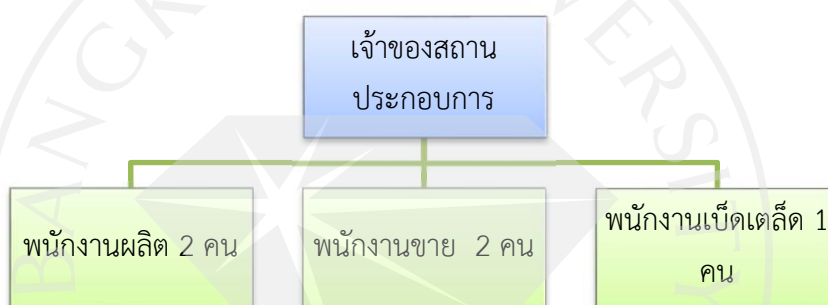 เจ้าของสถาน
ประกอบการ
พนักงานผลิต 2 คน
พนักงานขาย 2 คน
พนักงานเบ็ดเตล็ด 1
คน
BANGK
VERSITY